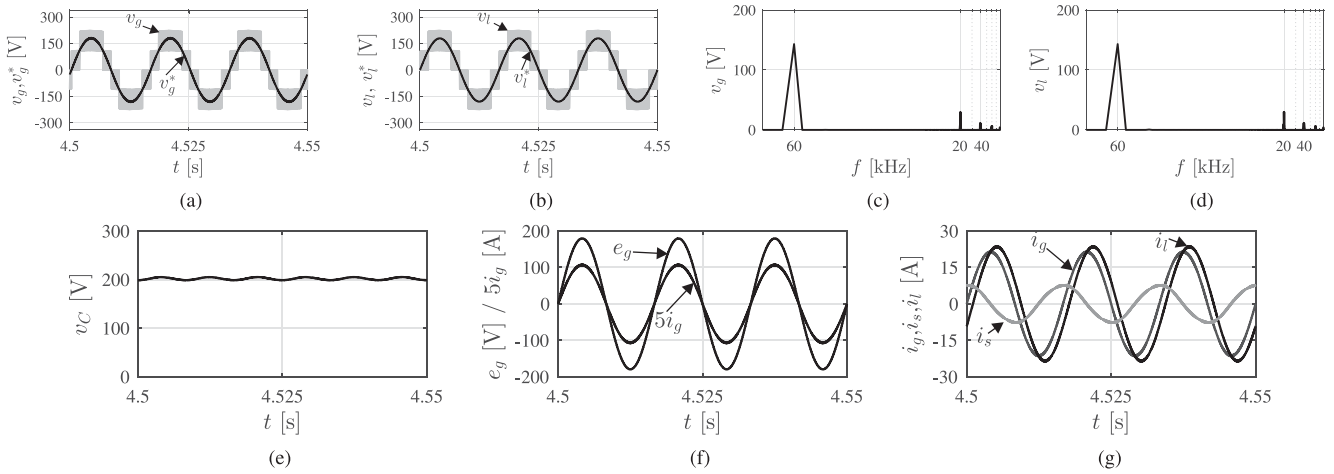 300
150
0
-150
-300
v_g, v_g^* [V]
v_g
v_g^*
4.5
4.525
4.55
t [s]
(a)
300
150
0
-150
-300
v_l, v_l^* [V]
v_l
v_l^*
4.5
4.525
4.55
t [s]
(b)
200
100
0
v_g [V]
60
20 40
f [kHz]
(c)
200
100
0
v_l [V]
60
20 40
f [kHz]
(d)
300
200
100
0
v_C [V]
4.5
4.525
4.55
t [s]
(e)
200
100
0
-100
-200
e_g [V] / 5i_g [A]
e_g
5i_g
4.5
4.525
4.55
t [s]
(f)
30
15
0
-15
-30
i_g, i_s, i_l [A]
i_g
i_l
i_s
4.5
4.525
4.55
t [s]
(g)